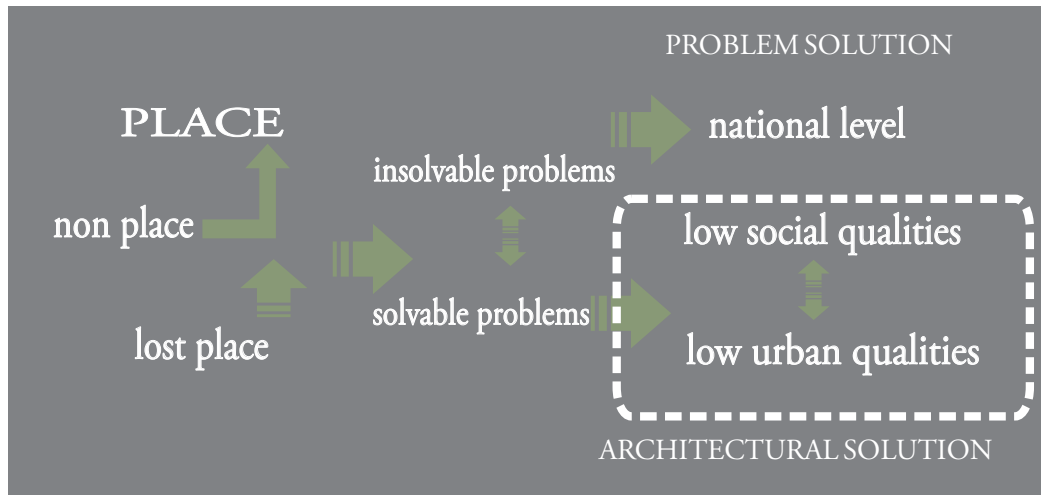 PROBLEM SOLUTION
PLACE
national level
insolvable problems
non place
low social qualities
solvable problems
lost place
low urban qualities
ARCHITECTURAL SOLUTION